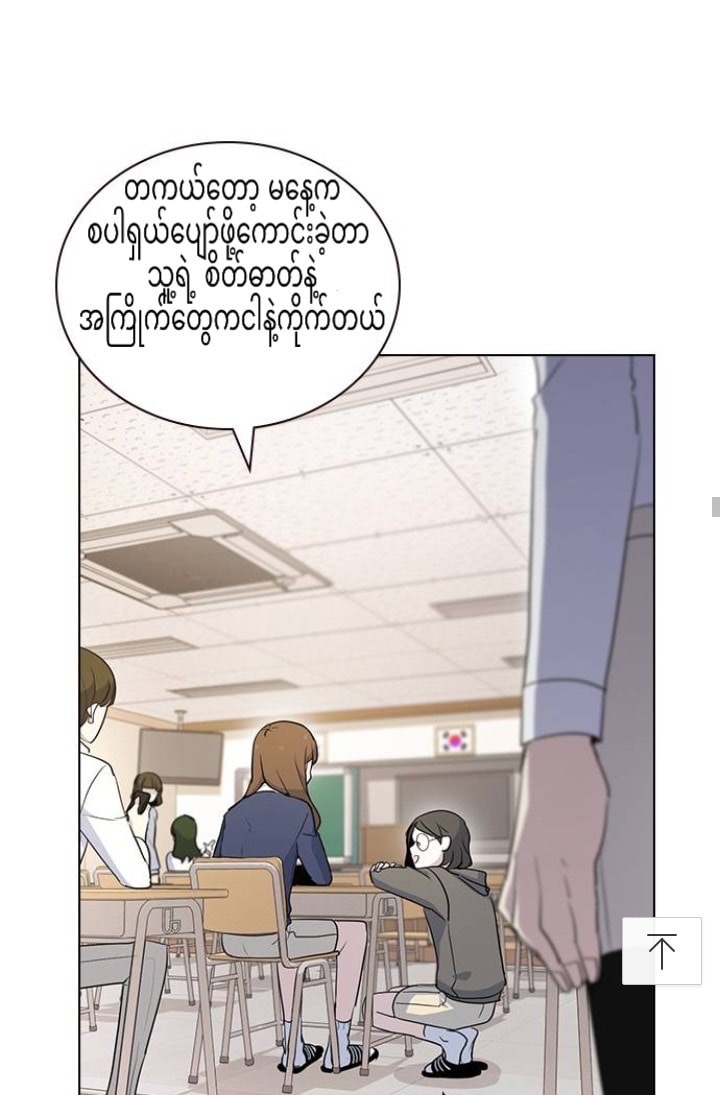 တကယ်တော့ မနေ့က
စပါရှယ်ပျော်ဖို့ကောင်းခဲ့တာ
သူ့ရဲ့ စိတ်ဓာတ်နဲ့
အကြိုက်တွေကငါနဲ့ကိုက်တယ်